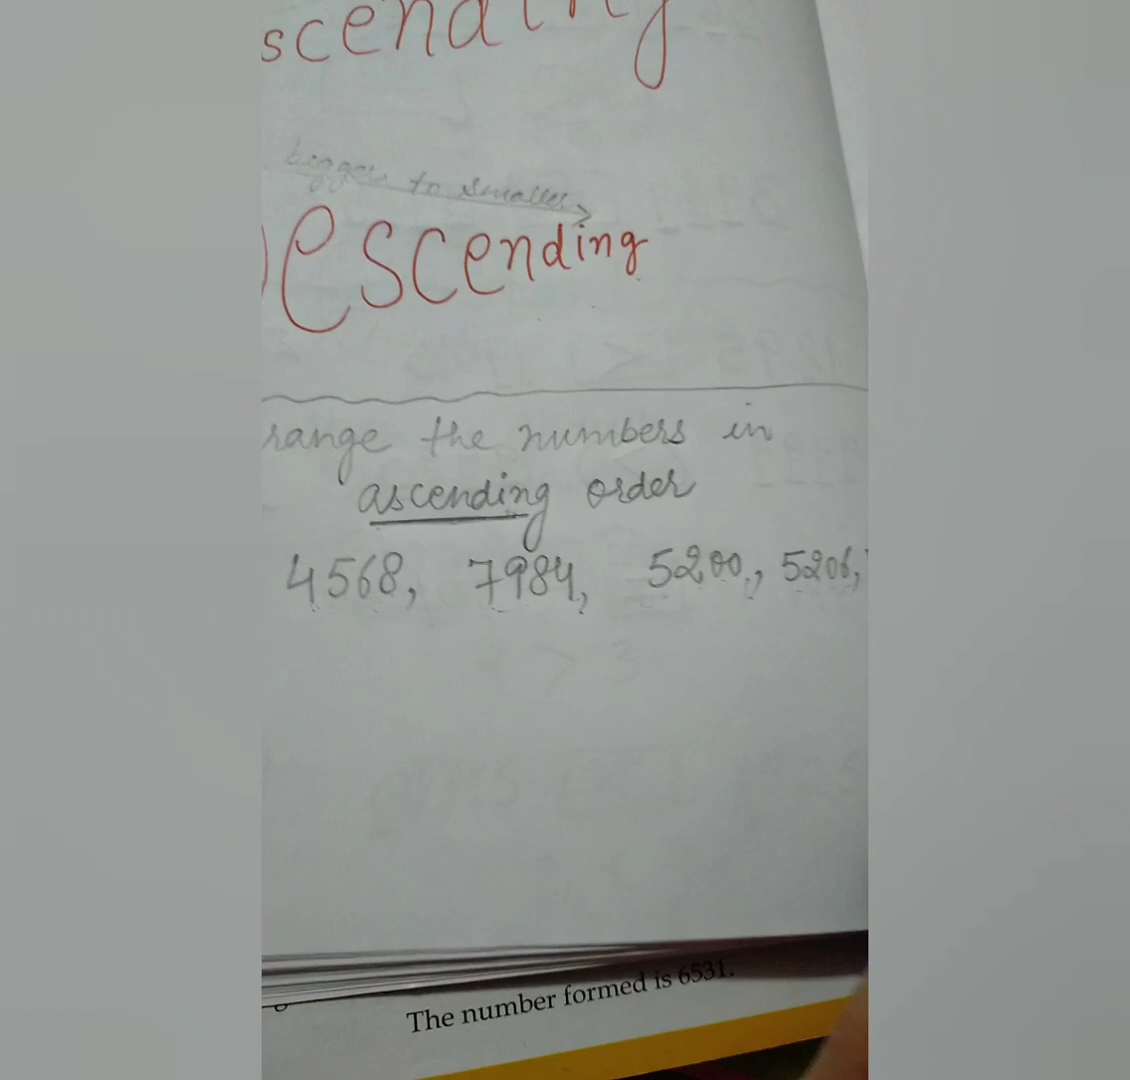 scending
bigger to smaller
Descending
range the numbers in
ascending order
4568, 7984, 5200, 5206,
The number formed is 6531.